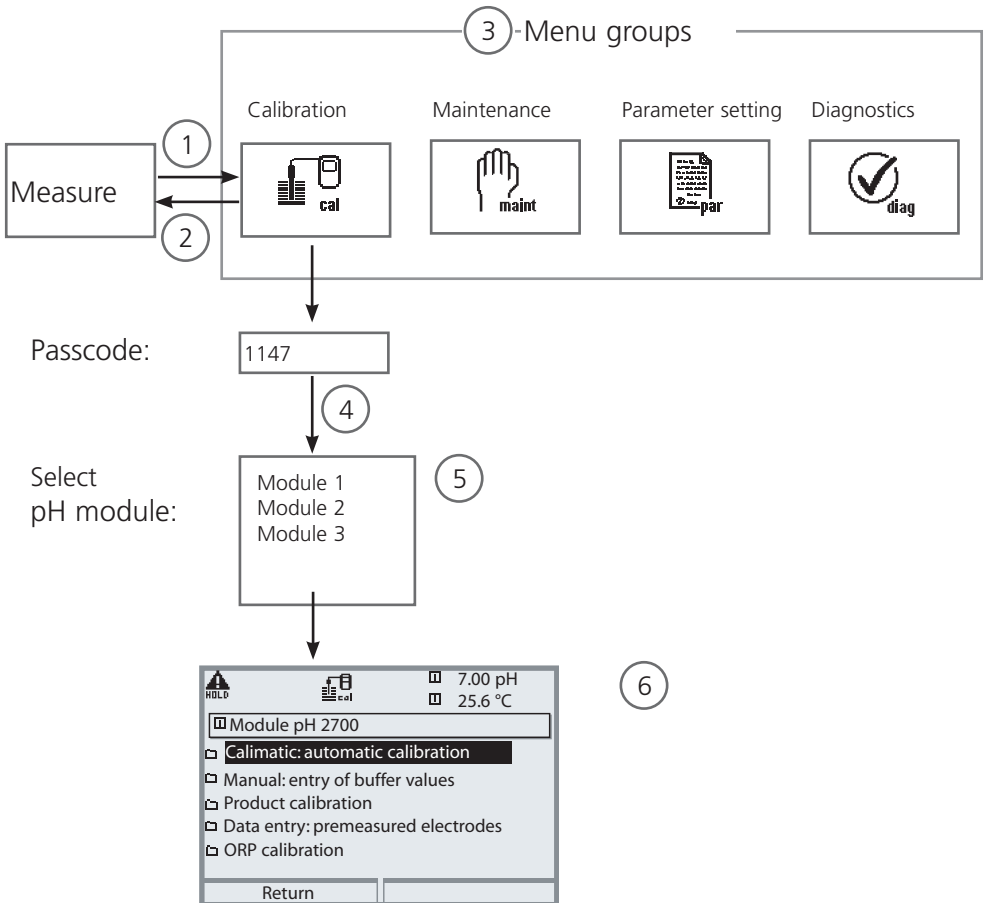 3 Menu groups
Calibration Maintenance Parameter setting Diagnostics
1
Measure
cal maint par diag
2
Passcode: 1147
4
Select
pH module:
Module 1
Module 2
Module 3
5
HOLD cal 7.00 pH
25.6 °C
Module pH 2700
Calimatic: automatic calibration
Manual: entry of buffer values
Product calibration
Data entry: premeasured electrodes
ORP calibration
Return
6